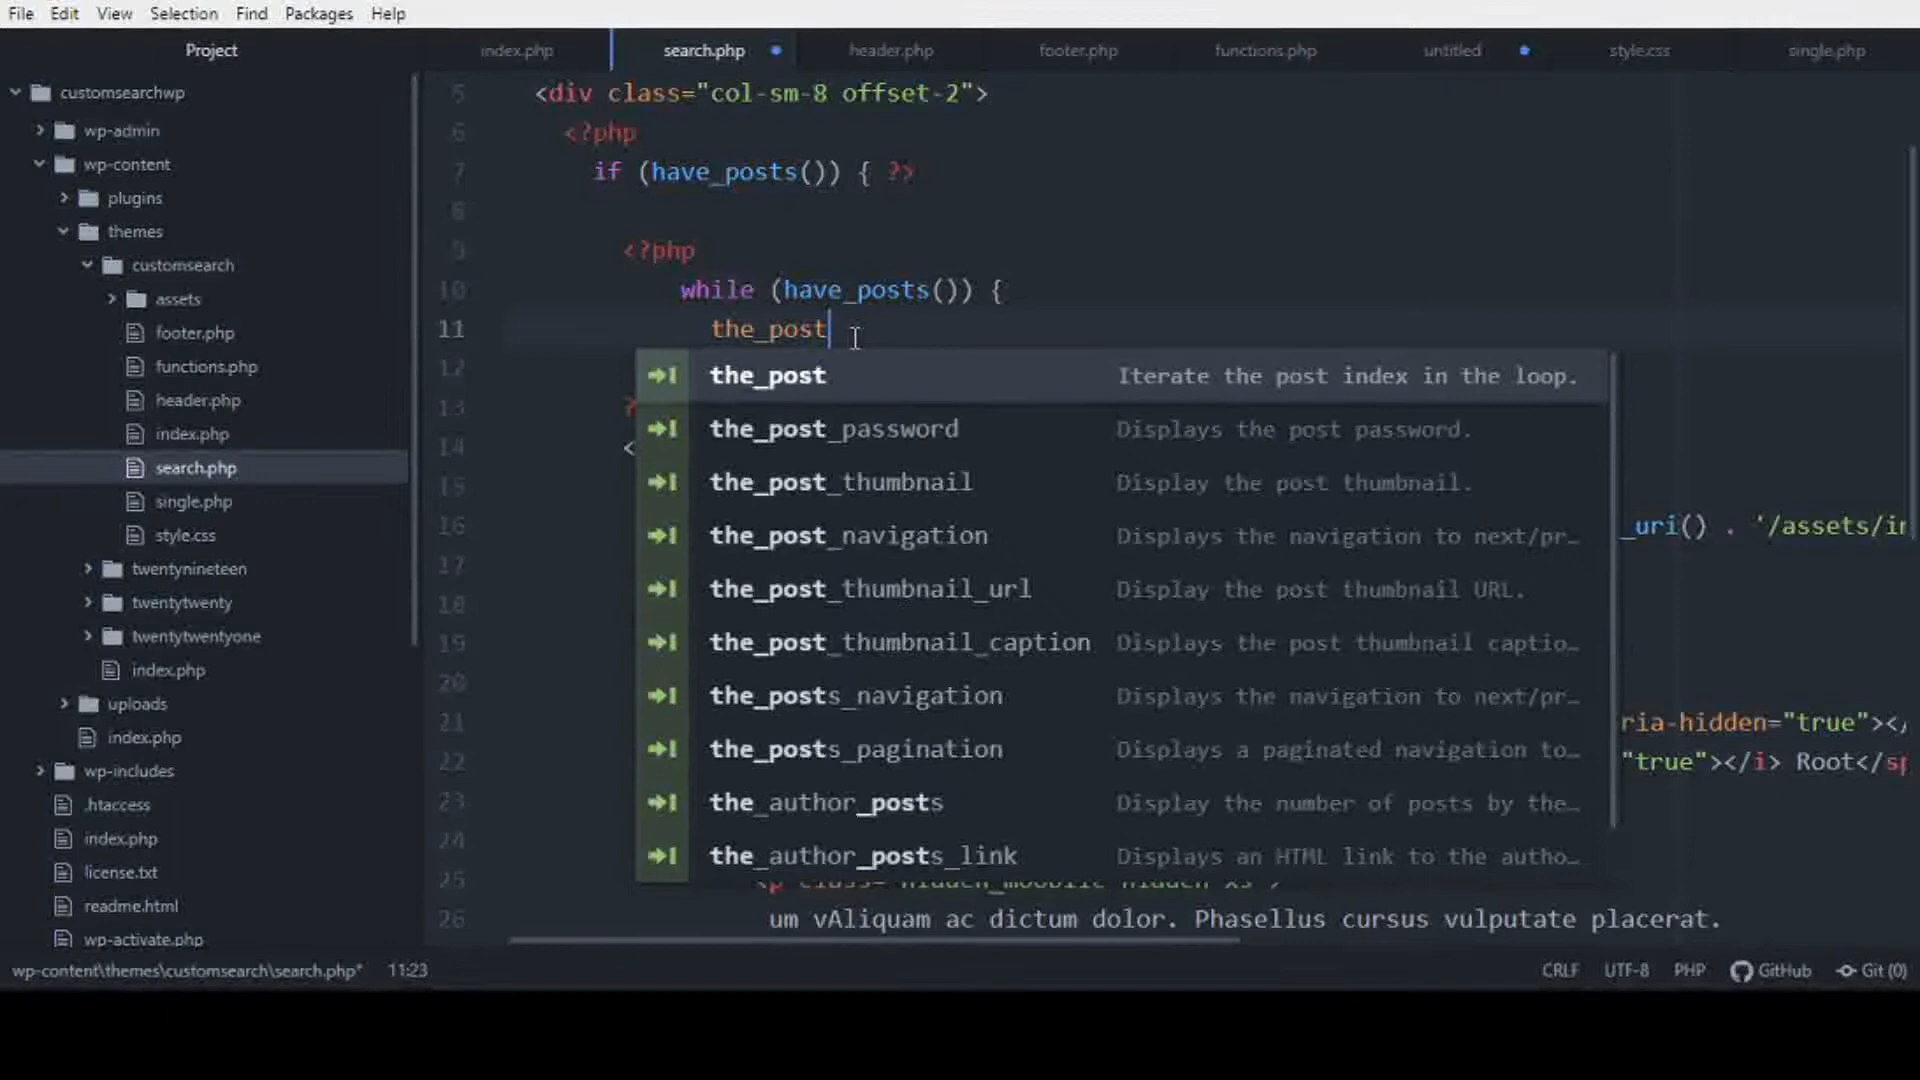 File Edit View Selection Find Packages Help
Project
index.php search.php header.php footer.php functions.php untitled style.css single.php
customsearchwp
wp-admin
wp-content
plugins
themes
customsearch
assets
footer.php
functions.php
header.php
index.php
search.php
single.php
style.css
twentynineteen
twentytwenty
twentytwentyone
index.php
uploads
index.php
wp-includes
.htaccess
index.php
license.txt
readme.html
wp-activate.php
5 <div class="col-sm-8 offset-2">
6 <?php
7 if (have_posts()) { ?>
8
9 <?php
10 while (have_posts()) {
11 the_post
12
13 ?
14 <
15
16 _uri() . '/assets/i
17
18
19
20
21 ria-hidden="true"><
22 "true"></i> Root</sp
23
24
25
26 um vAliquam ac dictum dolor. Phasellus cursus vulputate placerat.
the_post Iterate the post index in the loop.
the_post_password Displays the post password.
the_post_thumbnail Display the post thumbnail.
the_post_navigation Displays the navigation to next/pr…
the_post_thumbnail_url Display the post thumbnail URL.
the_post_thumbnail_caption Displays the post thumbnail captio…
the_posts_navigation Displays the navigation to next/pr…
the_posts_pagination Displays a paginated navigation to…
the_author_posts Display the number of posts by the…
the_author_posts_link Displays an HTML link to the autho…
wp-content\themes\customsearch\search.php* 11:23 CRLF UTF-8 PHP GitHub Git (0)